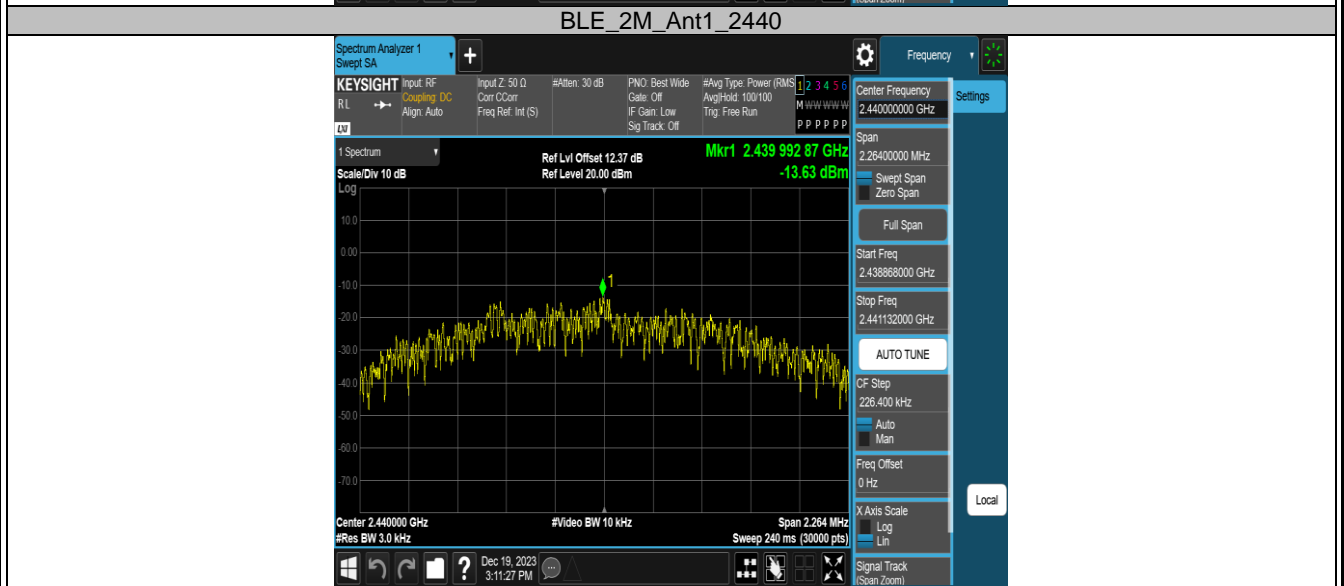 (Span Zoom)
BLE_2M_Ant1_2440
Spectrum Analyzer 1
Swept SA
+
Frequency
KEYSIGHT
RL
LXI
Input: RF
Coupling: DC
Align: Auto
Input Z: 50 Ω
Corr CCorr
Freq Ref: Int (S)
#Atten: 30 dB
PNO: Best Wide
Gate: Off
IF Gain: Low
Sig Track: Off
#Avg Type: Power (RMS
Avg|Hold: 100/100
Trig: Free Run
1 2 3 4 5 6
M W W W W W
P P P P P P
1 Spectrum
Scale/Div 10 dB
Ref Lvl Offset 12.37 dB
Ref Level 20.00 dBm
Mkr1 2.439 992 87 GHz
-13.63 dBm
Log
10.0
0.00
-10.0
-20.0
-30.0
-40.0
-50.0
-60.0
-70.0
1
Center 2.440000 GHz
#Res BW 3.0 kHz
#Video BW 10 kHz
Span 2.264 MHz
Sweep 240 ms (30000 pts)
?
Dec 19, 2023
3:11:27 PM
Center Frequency
2.440000000 GHz
Span
2.26400000 MHz
Swept Span
Zero Span
Full Span
Start Freq
2.438868000 GHz
Stop Freq
2.441132000 GHz
AUTO TUNE
CF Step
226.400 kHz
Auto
Man
Freq Offset
0 Hz
X Axis Scale
Log
Lin
Signal Track
(Span Zoom)
Settings
Local